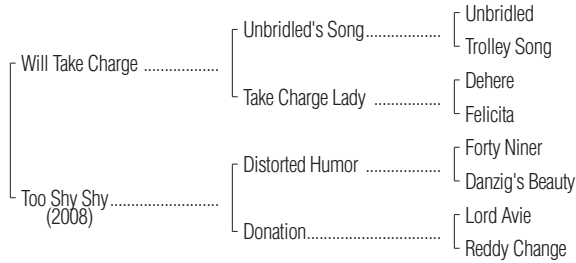 Unbridled
Unbridled's Song..................
Trolley Song
Will Take Charge ..................
Dehere
Take Charge Lady ................
Felicita
Forty Niner
Distorted Humor ..................
Danzig's Beauty
Too Shy Shy..........................
(2008)
Lord Avie
Donation................................
Reddy Change